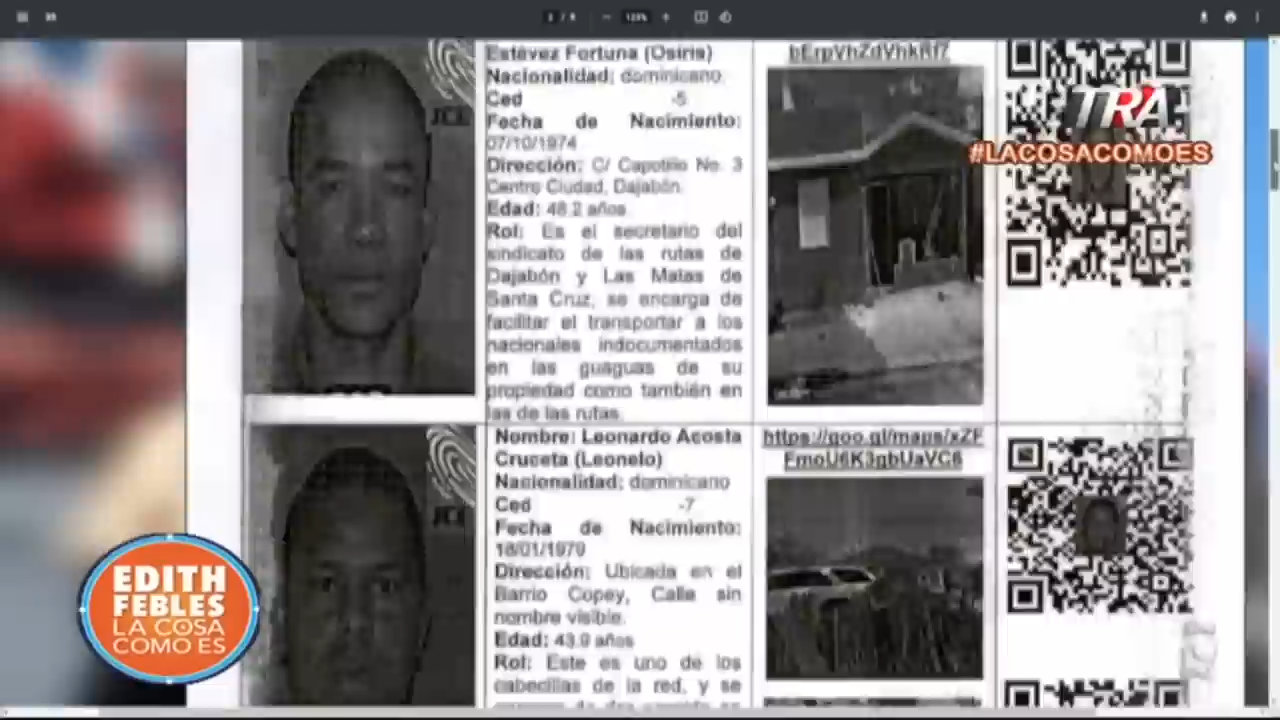 Estévez Fortuna (Osiris)
Nacionalidad: dominicano.
Ced -5
Fecha de Nacimiento:
07/10/1974
Dirección: C/ Capotillo No. 3
Centro Ciudad, Dajabón.
Edad: 48.2 años.
Rol: Es el secretario del
sindicato de las rutas de
Dajabón y Las Matas de
Santa Cruz, se encarga de
facilitar el transportar a los
nacionales indocumentados
en las guaguas de su
propiedad como también en
las de las rutas.
JCE
TRA
#LACOSACOMOES
Nombre: Leonardo Acosta
Cruceta (Leonelo)
Nacionalidad: dominicano
Ced -7
Fecha de Nacimiento:
18/01/1979
Dirección: Ubicada en el
Barrio Copey, Calle sin
nombre visible.
Edad: 43.9 años
Rol: Este es uno de los
cabecillas de la red, y se
JCE
https://goo.gl/maps/xZF
FmoU6K3gbUaVC6
EDITH
FEBLES
LA COSA
COMO ES